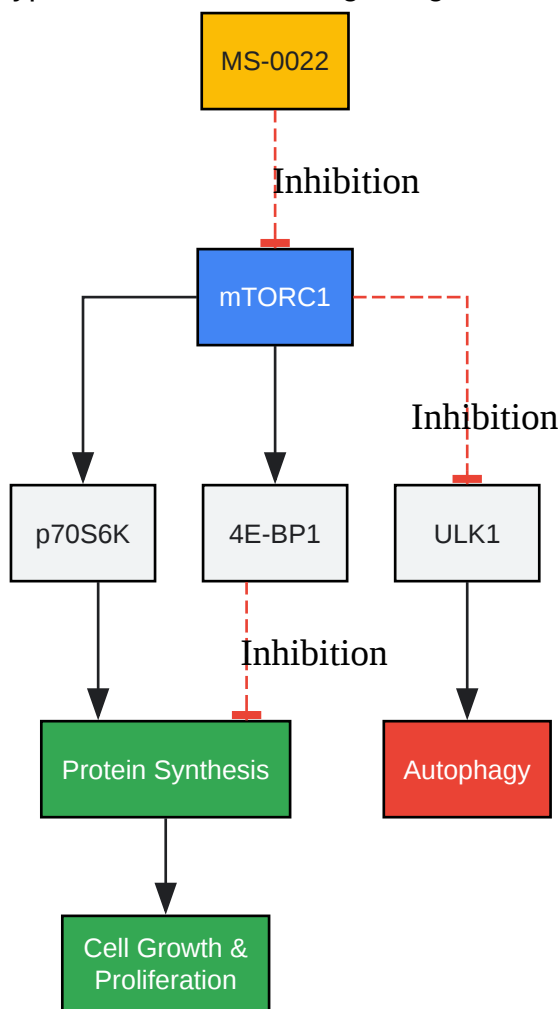 MS-0022
Inhibition
mTORC1
Inhibition
p70S6K
4E-BP1
ULK1
Inhibition
Protein Synthesis
Autophagy
Cell Growth &
Proliferation